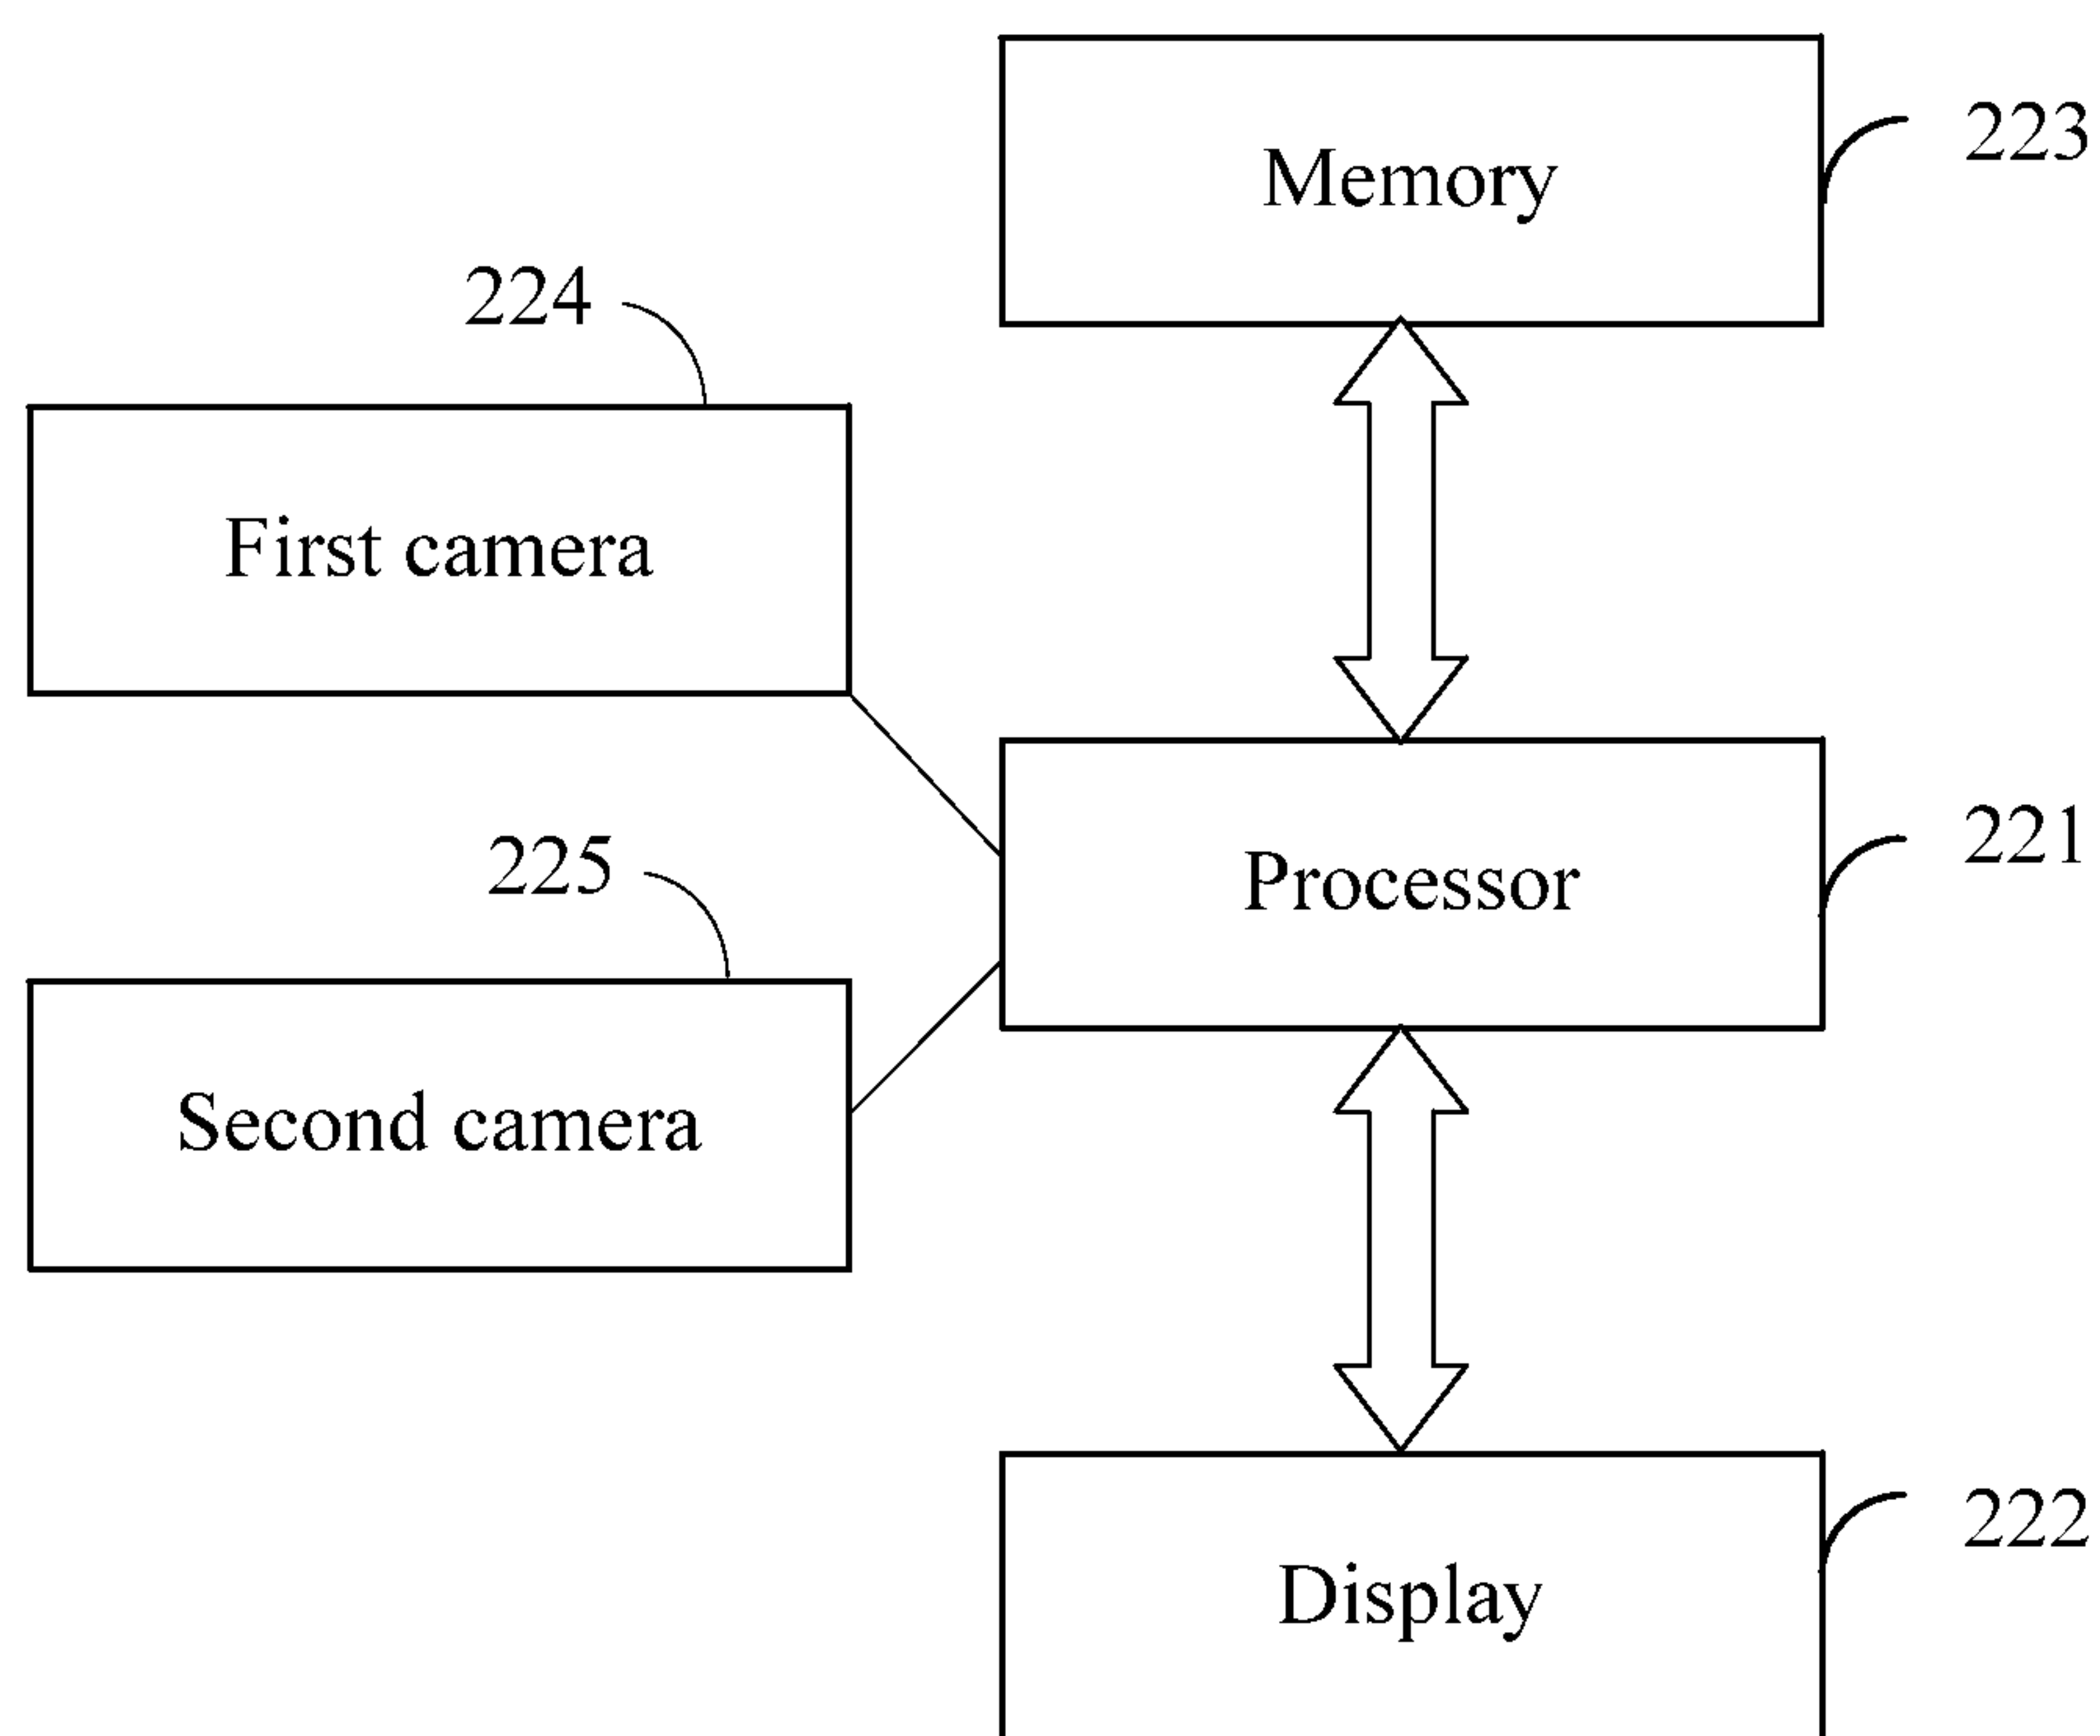 Memory
223
224
First camera
225
Processor
221
Second camera
Display
222